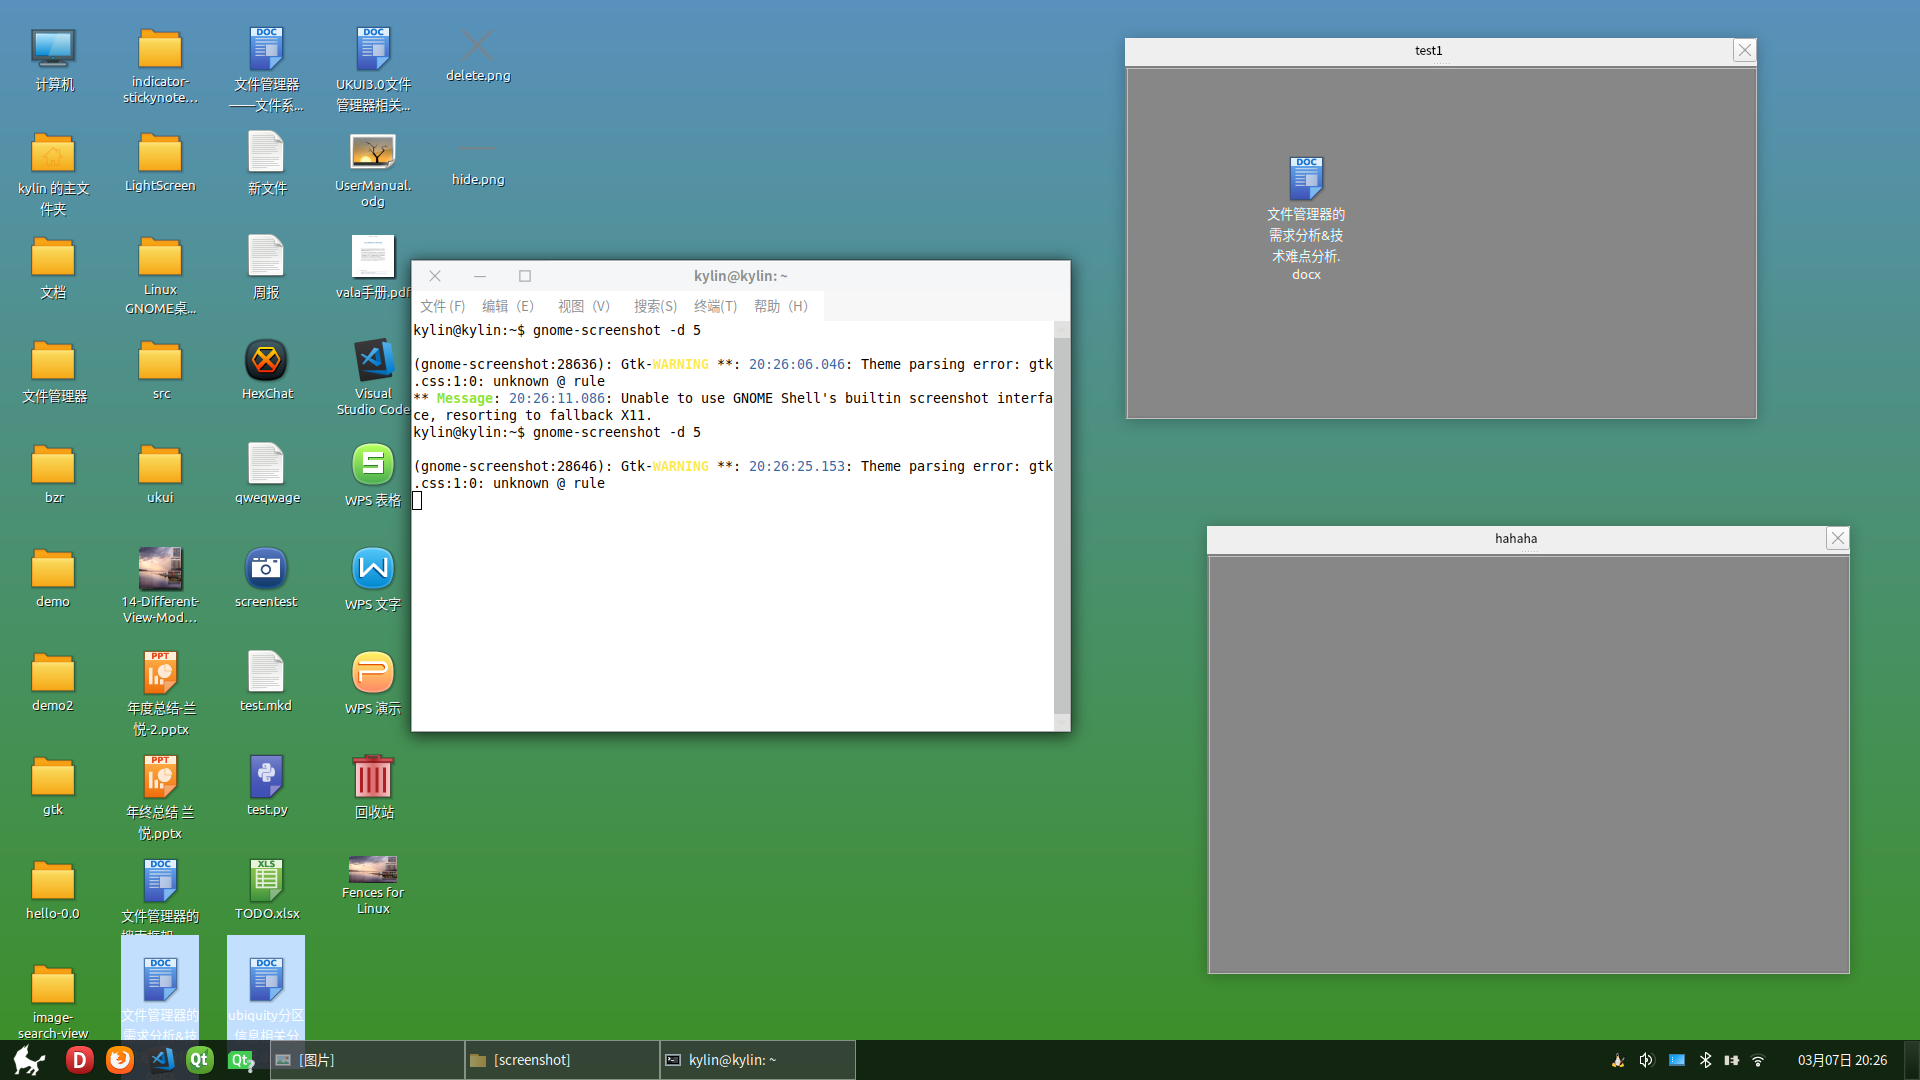 计算机
indicator-
stickynote...
文件管理器
——文件系...
UKUI3.0文件
管理器相关...
delete.png
kylin 的主文
件夹
LightScreen
新文件
UserManual.
odg
hide.png
文档
Linux
GNOME桌...
周报
vala手册.pdf
文件管理器
src
HexChat
Visual
Studio Code
bzr
ukui
qweqwage
WPS 表格
demo
14-Different-
View-Mod...
screentest
WPS 文字
demo2
年度总结-兰
悦-2.pptx
test.mkd
WPS 演示
gtk
年终总结 兰
悦.pptx
test.py
回收站
hello-0.0
文件管理器的
搜索框架
TODO.xlsx
Fences for
Linux
image-
search-view
文件管理器的
需求分析&技
ubiquity分区
信息相关分
kylin@kylin: ~
文件(F) 编辑(E) 视图(V) 搜索(S) 终端(T) 帮助(H)
kylin@kylin:~$ gnome-screenshot -d 5
(gnome-screenshot:28636): Gtk-WARNING **: 20:26:06.046: Theme parsing error: gtk
.css:1:0: unknown @ rule
** Message: 20:26:11.086: Unable to use GNOME Shell's builtin screenshot interfa
ce, resorting to fallback X11.
kylin@kylin:~$ gnome-screenshot -d 5
(gnome-screenshot:28646): Gtk-WARNING **: 20:26:25.153: Theme parsing error: gtk
.css:1:0: unknown @ rule
test1
DOC
文件管理器的
需求分析&技
术难点分析.
docx
hahaha
[图片]
[screenshot]
kylin@kylin: ~
03月07日 20:26